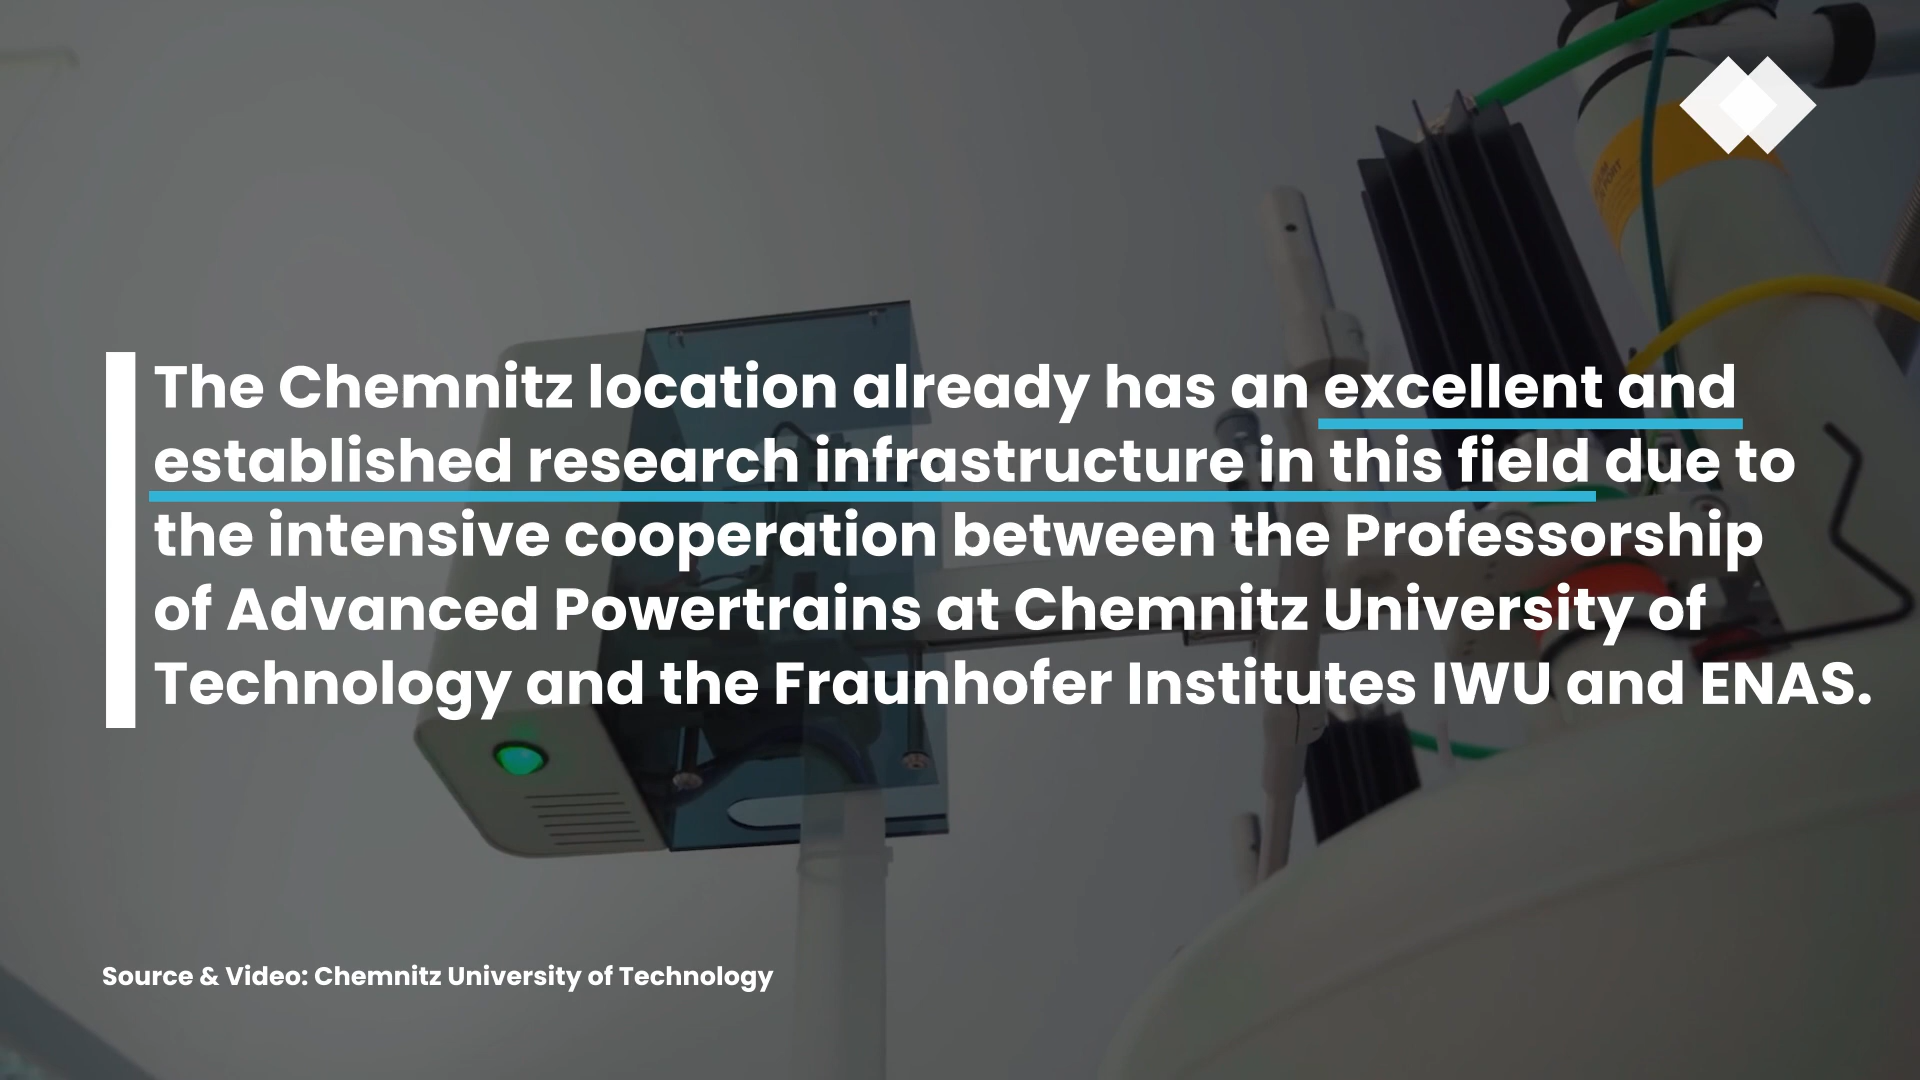 The Chemnitz location already has an excellent and
established research infrastructure in this field due to
the intensive cooperation between the Professorship
of Advanced Powertrains at Chemnitz University of
Technology and the Fraunhofer Institutes IWU and ENAS.
Source & Video: Chemnitz University of Technology